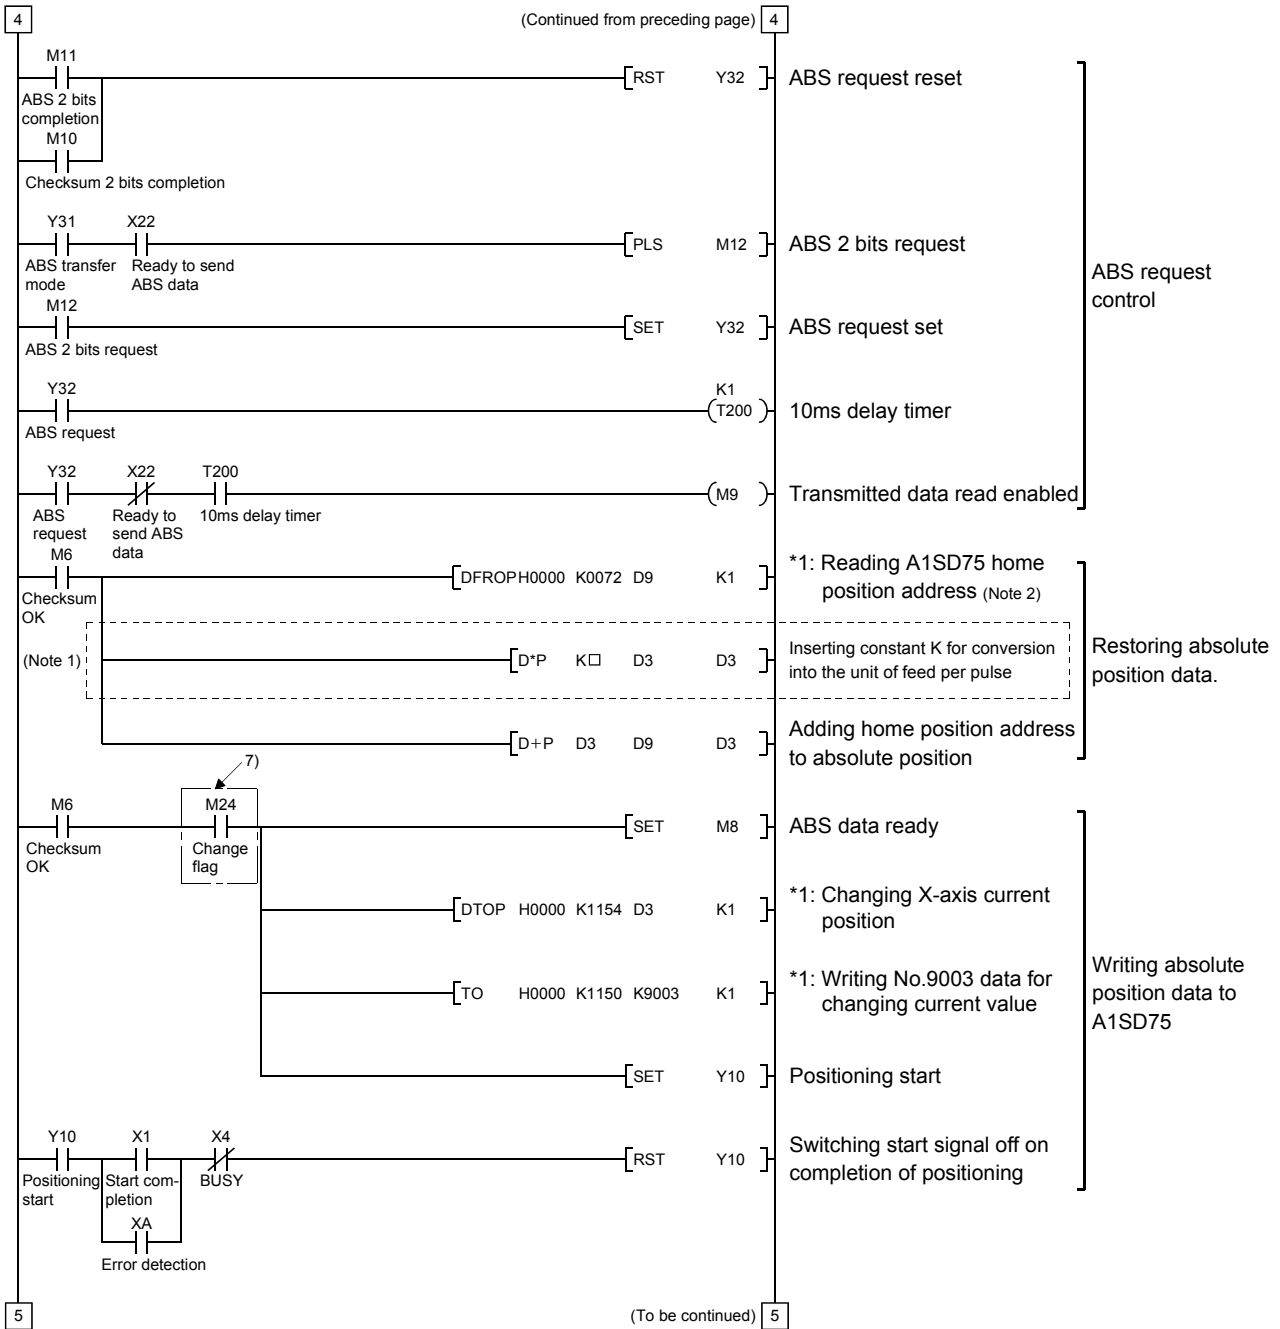 4 (Continued from preceding page) 4
M11
RST Y32 ABS request reset
ABS 2 bits
completion
M10
Checksum 2 bits completion
Y31 X22
PLS M12 ABS 2 bits request
ABS transfer
mode
Ready to send
ABS data
M12
SET Y32 ABS request set
ABS 2 bits request
ABS request
control
Y32
K1
T200 10ms delay timer
ABS request
Y32 X22 T200
M9 Transmitted data read enabled
ABS
request
Ready to
send ABS
data
10ms delay timer
M6
DFROPH0000 K0072 D9 K1
*1: Reading A1SD75 home
position address (Note 2)
Checksum
OK
(Note 1)
D*P K□ D3 D3
Inserting constant K for conversion
into the unit of feed per pulse
Restoring absolute
position data.
D+P D3 D9 D3
Adding home position address
to absolute position
7)
M6 M24
SET M8 ABS data ready
Checksum
OK
Change
flag
DTOP H0000 K1154 D3 K1
*1: Changing X-axis current
position
TO H0000 K1150 K9003 K1
*1: Writing No.9003 data for
changing current value
Writing absolute
position data to
A1SD75
SET Y10 Positioning start
Y10 X1 X4
RST Y10
Switching start signal off on
completion of positioning
Positioning
start
Start com-
pletion
BUSY
XA
Error detection
5 (To be continued) 5